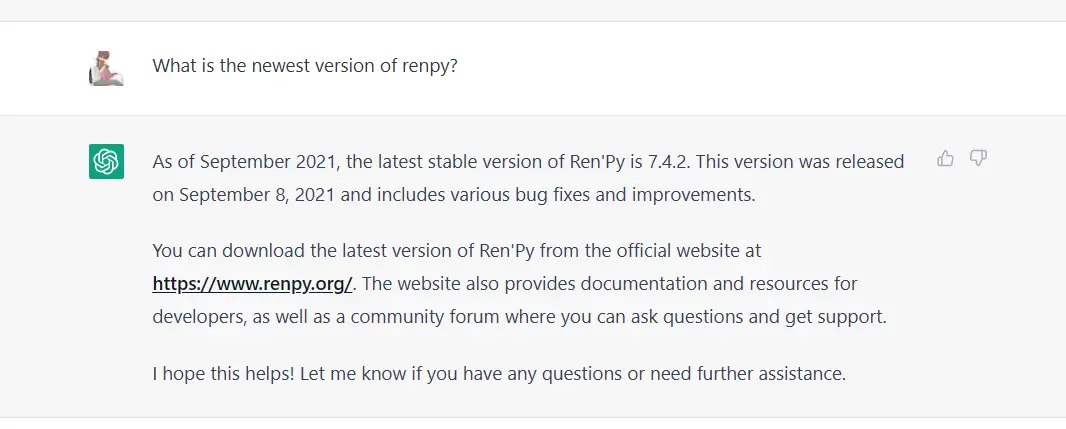 What is the newest version of renpy?
As of September 2021, the latest stable version of Ren'Py is 7.4.2. This version was released
on September 8, 2021 and includes various bug fixes and improvements.
You can download the latest version of Ren'Py from the official website at
https://www.renpy.org/. The website also provides documentation and resources for
developers, as well as a community forum where you can ask questions and get support.
I hope this helps! Let me know if you have any questions or need further assistance.